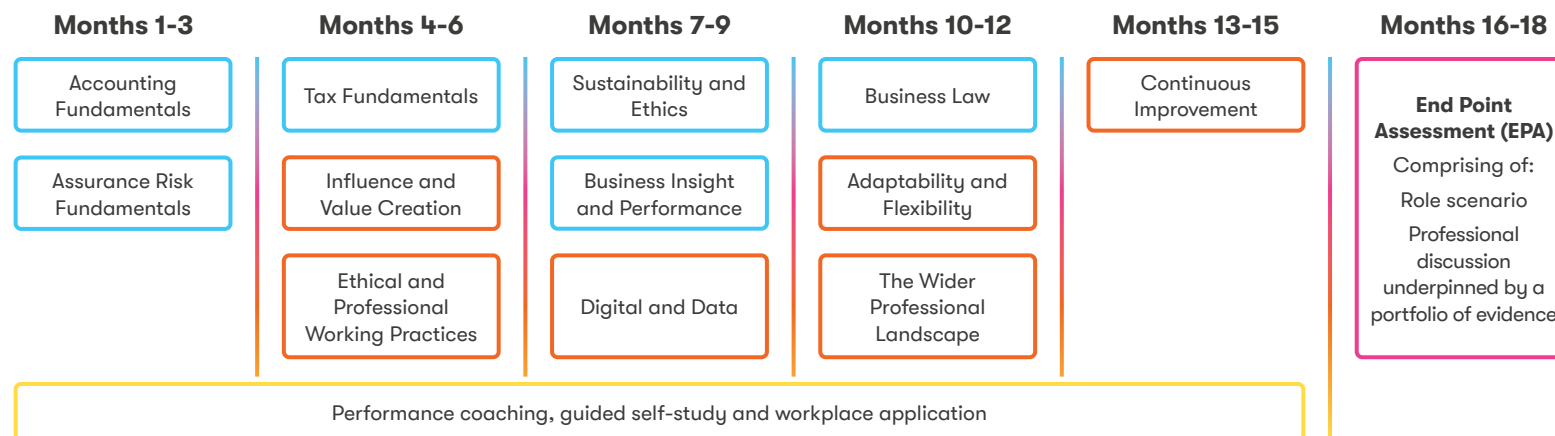 Months 1-3
Accounting
Fundamentals
Assurance Risk
Fundamentals
Months 4-6
Tax Fundamentals
Influence and
Value Creation
Ethical and
Professional
Working Practices
Months 7-9
Sustainability and
Ethics
Business Insight
and Performance
Digital and Data
Months 10-12
Business Law
Adaptability and
Flexibility
The Wider
Professional
Landscape
Months 13-15
Continuous
Improvement
Months 16-18
End Point
Assessment (EPA)
Comprising of:
Role scenario
Professional
discussion
underpinned by a
portfolio of evidence
Performance coaching, guided self-study and workplace application